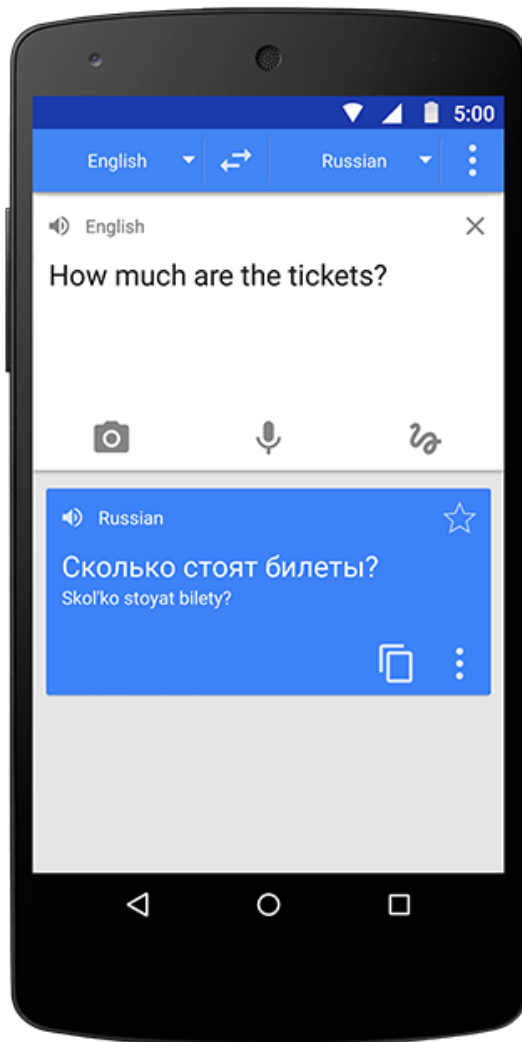 5:00
English Russian
English
How much are the tickets?
Russian
Сколько стоят билеты?
Skol'ko stoyat bilety?